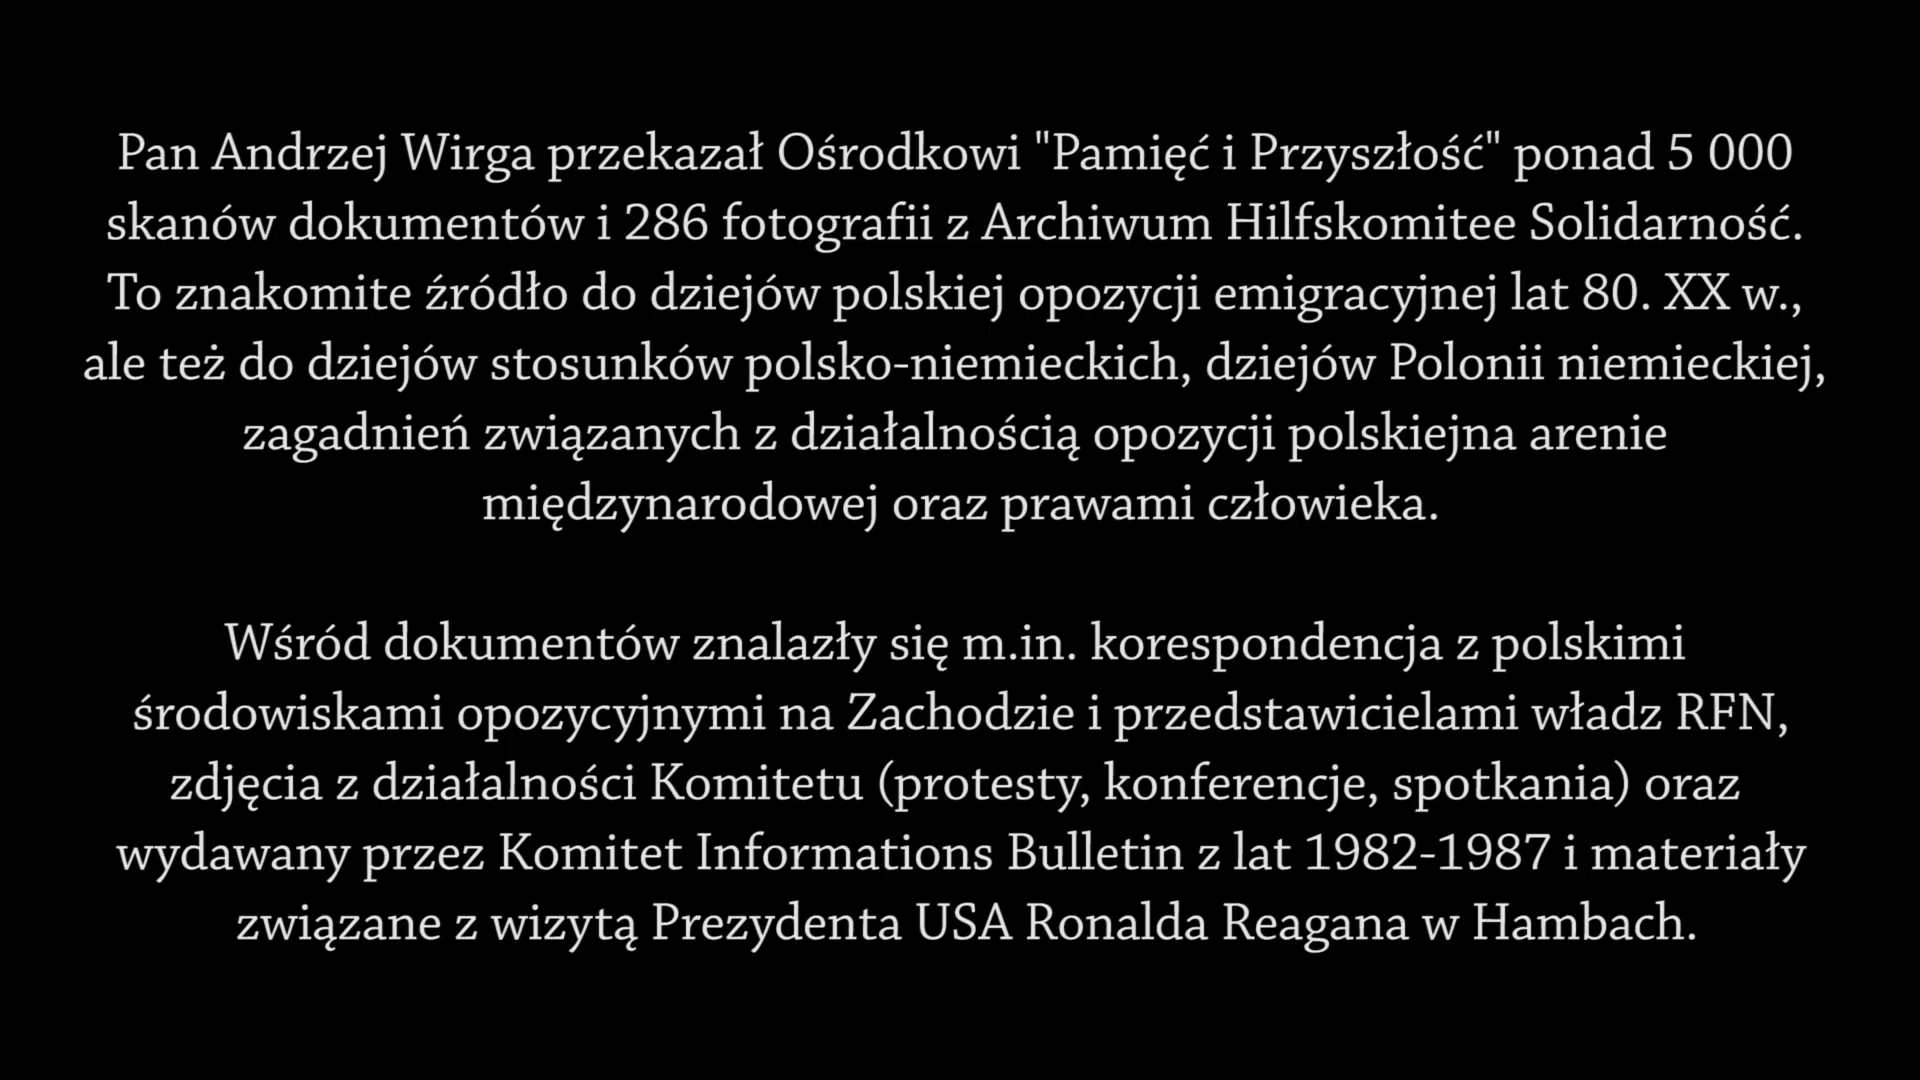 Pan Andrzej Wirga przekazał Ośrodkowi "Pamięć i Przyszłość" ponad 5 000
skanów dokumentów i 286 fotografii z Archiwum Hilfskomitee Solidarność.
To znakomite źródło do dziejów polskiej opozycji emigracyjnej lat 80. XX w.,
ale też do dziejów stosunków polsko-niemieckich, dziejów Polonii niemieckiej,
zagadnień związanych z działalnością opozycji polskiejna arenie
międzynarodowej oraz prawami człowieka.
Wśród dokumentów znalazły się m.in. korespondencja z polskimi
środowiskami opozycyjnymi na Zachodzie i przedstawicielami władz RFN,
zdjęcia z działalności Komitetu (protesty, konferencje, spotkania) oraz
wydawany przez Komitet Informations Bulletin z lat 1982-1987 i materiały
związane z wizytą Prezydenta USA Ronalda Reagana w Hambach.